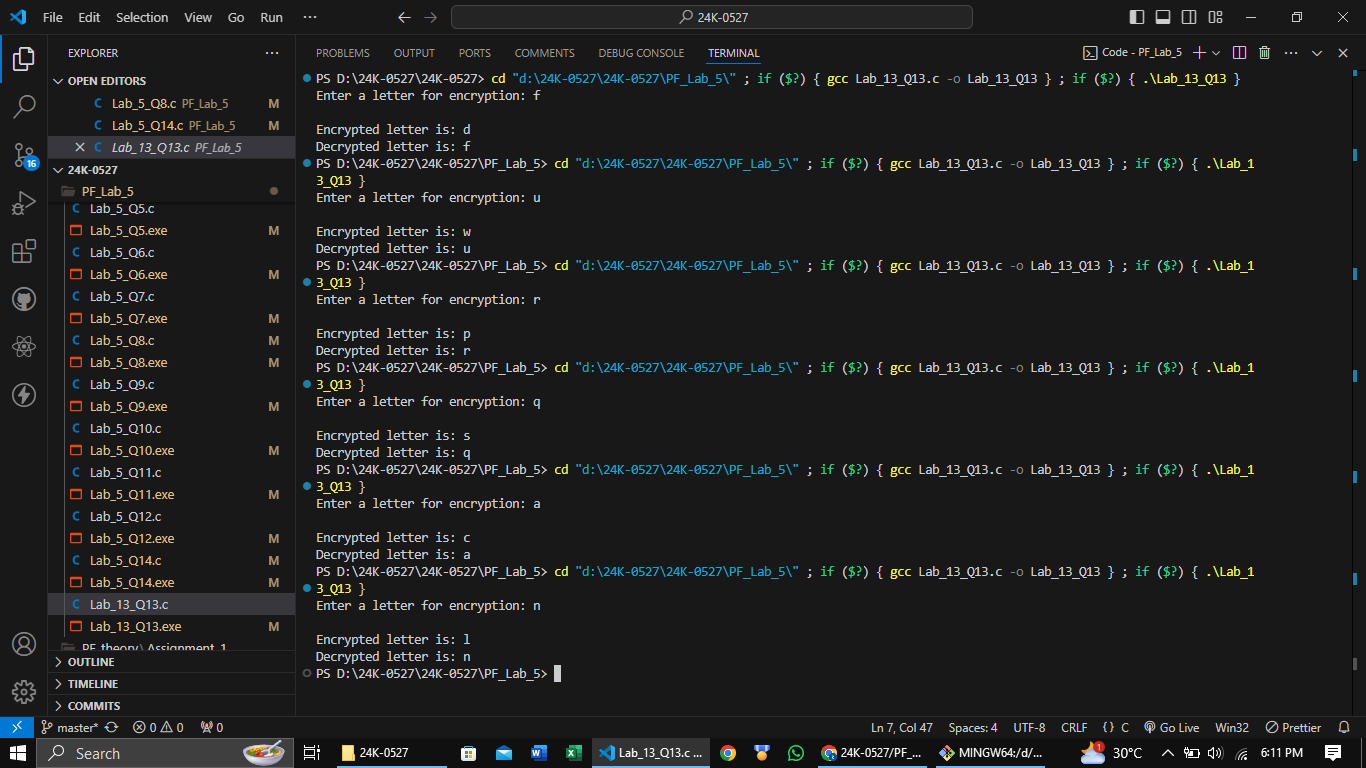 File Edit Selection View Go Run ··· 24K-0527
EXPLORER ···
OPEN EDITORS
Lab_5_Q8.c PF_Lab_5 M
Lab_5_Q14.c PF_Lab_5 M
Lab_13_Q13.c PF_Lab_5
16
24K-0527
PF_Lab_5
Lab_5_Q5.c
Lab_5_Q5.exe M
Lab_5_Q6.c
Lab_5_Q6.exe M
Lab_5_Q7.c
Lab_5_Q7.exe M
Lab_5_Q8.c M
Lab_5_Q8.exe M
Lab_5_Q9.c
Lab_5_Q9.exe M
Lab_5_Q10.c
Lab_5_Q10.exe M
Lab_5_Q11.c
Lab_5_Q11.exe M
Lab_5_Q12.c
Lab_5_Q12.exe M
Lab_5_Q14.c M
Lab_5_Q14.exe M
Lab_13_Q13.c
Lab_13_Q13.exe M
PF_theory\ Assignment_1
OUTLINE
TIMELINE
COMMITS
PROBLEMS OUTPUT PORTS COMMENTS DEBUG CONSOLE TERMINAL Code - PF_Lab_5
PS D:\24K-0527\24K-0527> cd "d:\24K-0527\24K-0527\PF_Lab_5\" ; if ($?) { gcc Lab_13_Q13.c -o Lab_13_Q13 } ; if ($?) { .\Lab_13_Q13 }
Enter a letter for encryption: f
Encrypted letter is: d
Decrypted letter is: f
PS D:\24K-0527\24K-0527\PF_Lab_5> cd "d:\24K-0527\24K-0527\PF_Lab_5\" ; if ($?) { gcc Lab_13_Q13.c -o Lab_13_Q13 } ; if ($?) { .\Lab_1
3_Q13 }
Enter a letter for encryption: u
Encrypted letter is: w
Decrypted letter is: u
PS D:\24K-0527\24K-0527\PF_Lab_5> cd "d:\24K-0527\24K-0527\PF_Lab_5\" ; if ($?) { gcc Lab_13_Q13.c -o Lab_13_Q13 } ; if ($?) { .\Lab_1
3_Q13 }
Enter a letter for encryption: r
Encrypted letter is: p
Decrypted letter is: r
PS D:\24K-0527\24K-0527\PF_Lab_5> cd "d:\24K-0527\24K-0527\PF_Lab_5\" ; if ($?) { gcc Lab_13_Q13.c -o Lab_13_Q13 } ; if ($?) { .\Lab_1
3_Q13 }
Enter a letter for encryption: q
Encrypted letter is: s
Decrypted letter is: q
PS D:\24K-0527\24K-0527\PF_Lab_5> cd "d:\24K-0527\24K-0527\PF_Lab_5\" ; if ($?) { gcc Lab_13_Q13.c -o Lab_13_Q13 } ; if ($?) { .\Lab_1
3_Q13 }
Enter a letter for encryption: a
Encrypted letter is: c
Decrypted letter is: a
PS D:\24K-0527\24K-0527\PF_Lab_5> cd "d:\24K-0527\24K-0527\PF_Lab_5\" ; if ($?) { gcc Lab_13_Q13.c -o Lab_13_Q13 } ; if ($?) { .\Lab_1
3_Q13 }
Enter a letter for encryption: n
Encrypted letter is: l
Decrypted letter is: n
PS D:\24K-0527\24K-0527\PF_Lab_5>
master* 0 0 0 Ln 7, Col 47 Spaces: 4 UTF-8 CRLF { } C Go Live Win32 Prettier
Search 24K-0527 Lab_13_Q13.c ... 24K-0527/PF_... MINGW64:/d/... 1 30°C 6:11 PM